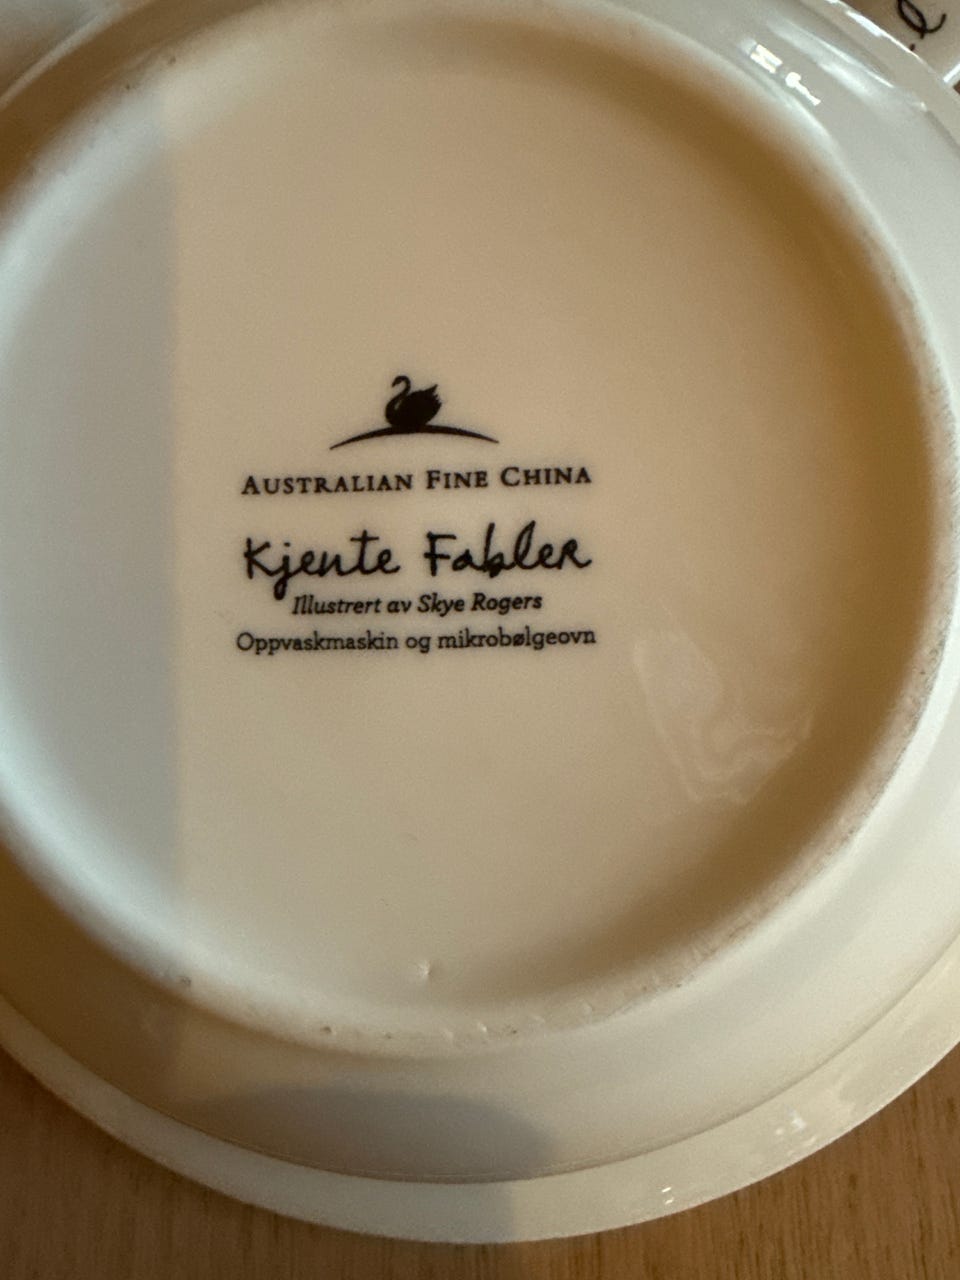 AUSTRALIAN FINE CHINA
Kjente Fabler
Illustrert av Skye Rogers
Oppvaskmaskin og mikrobølgeovn